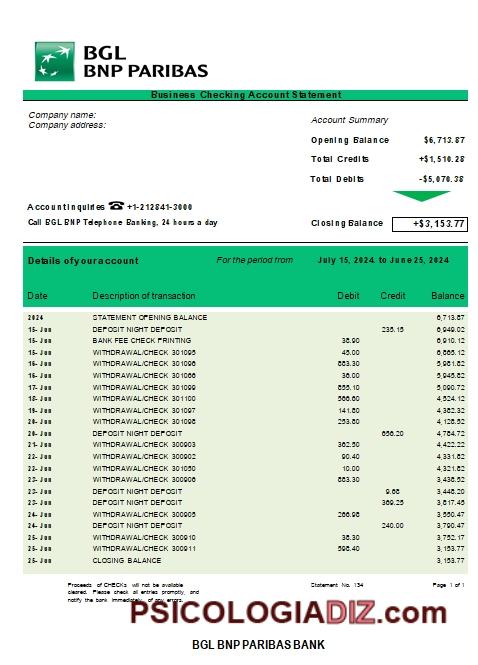 BGL
BNP PARIBAS
Business Checking Account Statement
Company name:
Company address:
Account Summary
Opening Balance $6,713.87
Total Credits +$1,510.28
Total Debits -$5,070.38
Account Inquiries ☎ +1-212841-3000
Call BGL BNP Telephone Banking, 24 hours a day
Closing Balance +$3,153.77
Details of your account For the period from July 15, 2024. to June 25, 2024
Date Description of transaction Debit Credit Balance
2024 STATEMENT OPENING BALANCE 6,713.87
15- Jun DEPOSIT NIGHT DEPOSIT 235.15 6,949.02
15- Jun BANK FEE CHECK PRINTING 38.90 6,910.12
15- Jun WITHDRAWAL/CHECK 301095 45.00 6,865.12
16- Jun WITHDRAWAL/CHECK 301096 883.30 5,981.82
16- Jun WITHDRAWAL/CHECK 301066 36.00 5,945.82
17- Jun WITHDRAWAL/CHECK 301099 855.10 5,090.72
18- Jun WITHDRAWAL/CHECK 301100 566.60 4,524.12
19- Jun WITHDRAWAL/CHECK 301097 141.80 4,382.32
20- Jun WITHDRAWAL/CHECK 301098 253.80 4,128.52
20- Jun DEPOSIT NIGHT DEPOSIT 656.20 4,784.72
21- Jun WITHDRAWAL/CHECK 300903 362.50 4,422.22
22- Jun WITHDRAWAL/CHECK 300902 90.40 4,331.82
22- Jun WITHDRAWAL/CHECK 301050 10.00 4,321.82
23- Jun WITHDRAWAL/CHECK 300906 883.30 3,438.52
23- Jun DEPOSIT NIGHT DEPOSIT 9.68 3,448.20
23- Jun DEPOSIT NIGHT DEPOSIT 369.25 3,817.45
24- Jun WITHDRAWAL/CHECK 300905 266.98 3,550.47
24- Jun DEPOSIT NIGHT DEPOSIT 240.00 3,790.47
25- Jun WITHDRAWAL/CHECK 300910 38.30 3,752.17
25- Jun WITHDRAWAL/CHECK 300911 598.40 3,153.77
25- Jun CLOSING BALANCE 3,153.77
Proceeds of CHECKs will not be available Statement No. 134 Page 1 of 1
cleared. Please check all entries promptly, and
notify the bank immediately of any errors.
PSICOLOGIADIZ.com
BGL BNP PARIBAS BANK